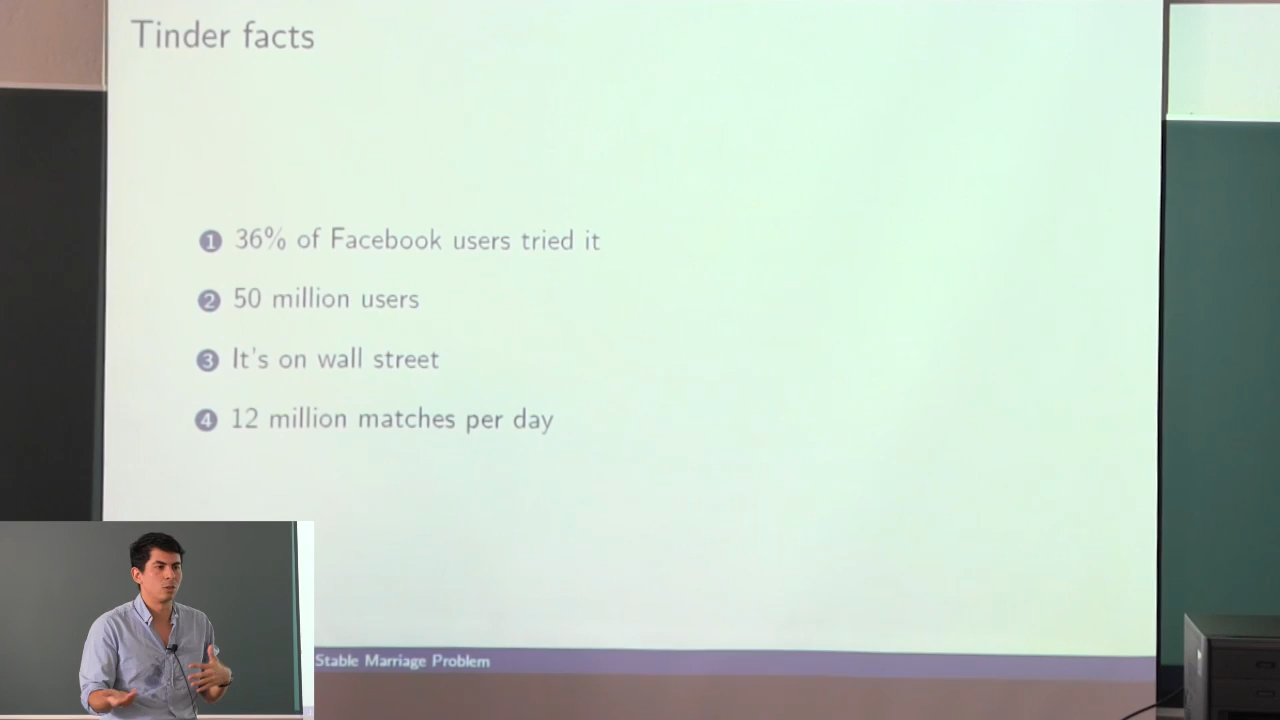 Tinder facts
1 36% of Facebook users tried it
2 50 million users
3 It's on wall street
4 12 million matches per day
Stable Marriage Problem